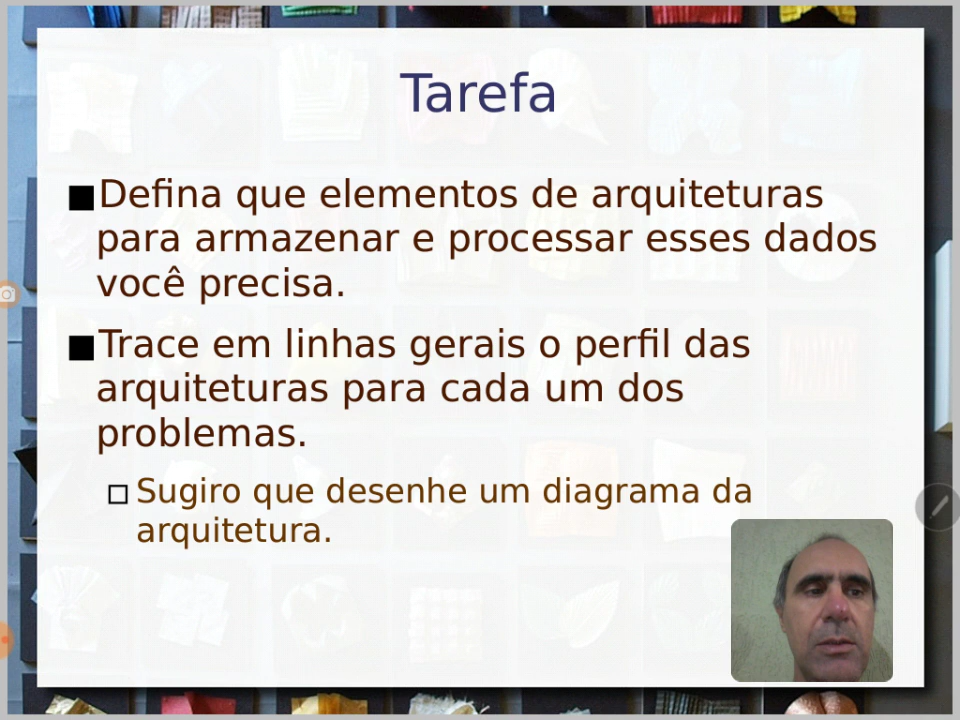 Tarefa
Defina que elementos de arquiteturas
para armazenar e processar esses dados
você precisa.
Trace em linhas gerais o perfil das
arquiteturas para cada um dos
problemas.
Sugiro que desenhe um diagrama da
arquitetura.